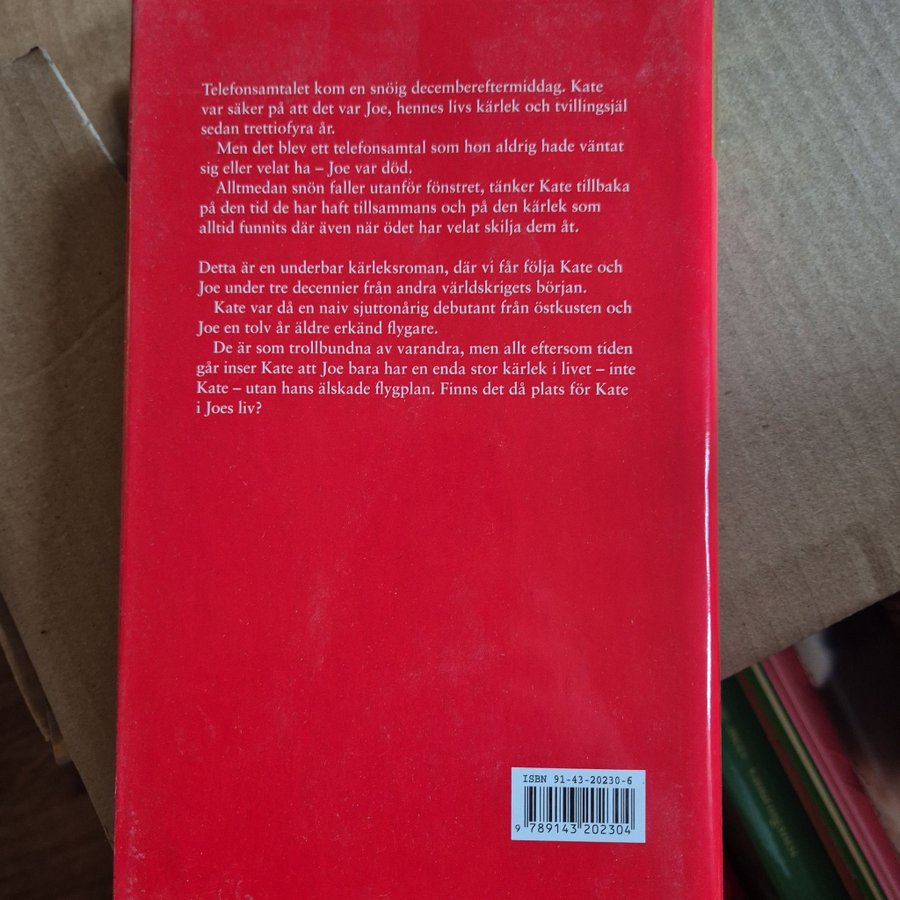 Telefonsamtalet kom en snöig decembereftermiddag. Kate
var säker på att det var Joe, hennes livs kärlek och tvillingsjäl
sedan trettiofyra år.
Men det blev ett telefonsamtal som hon aldrig hade väntat
sig eller velat ha – Joe var död.
Alltmedan snön faller utanför fönstret, tänker Kate tillbaka
på den tid de har haft tillsammans och på den kärlek som
alltid funnits där även när ödet har velat skilja dem åt.
Detta är en underbar kärleksroman, där vi får följa Kate och
Joe under tre decennier från andra världskrigets början.
Kate var då en naiv sjuttonårig debutant från östkusten och
Joe en tolv år äldre erkänd flygare.
De är som trollbundna av varandra, men allt eftersom tiden
går inser Kate att Joe bara har en enda stor kärlek i livet – inte
Kate – utan hans älskade flygplan. Finns det då plats för Kate
i Joes liv?
ISBN 91-43-20230-6
9 789143 202304